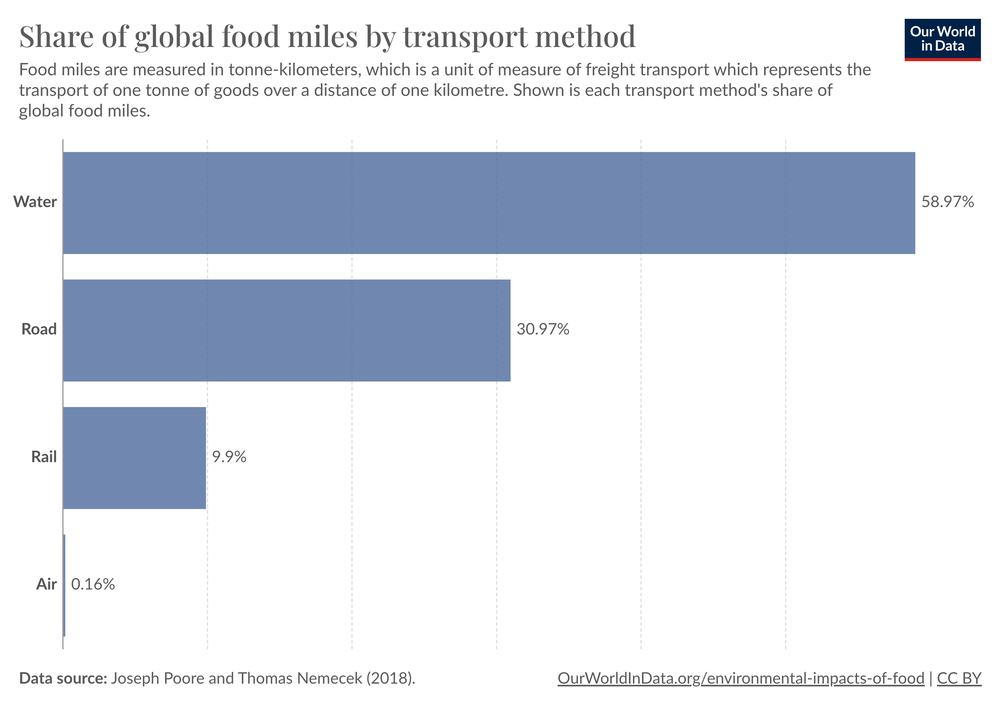 Share of global food miles by transport method
Our World
in Data
Food miles are measured in tonne-kilometers, which is a unit of measure of freight transport which represents the
transport of one tonne of goods over a distance of one kilometre. Shown is each transport method's share of
global food miles.
Water 58.97%
Road 30.97%
Rail 9.9%
Air 0.16%
Data source: Joseph Poore and Thomas Nemecek (2018). OurWorldInData.org/environmental-impacts-of-food | CC BY